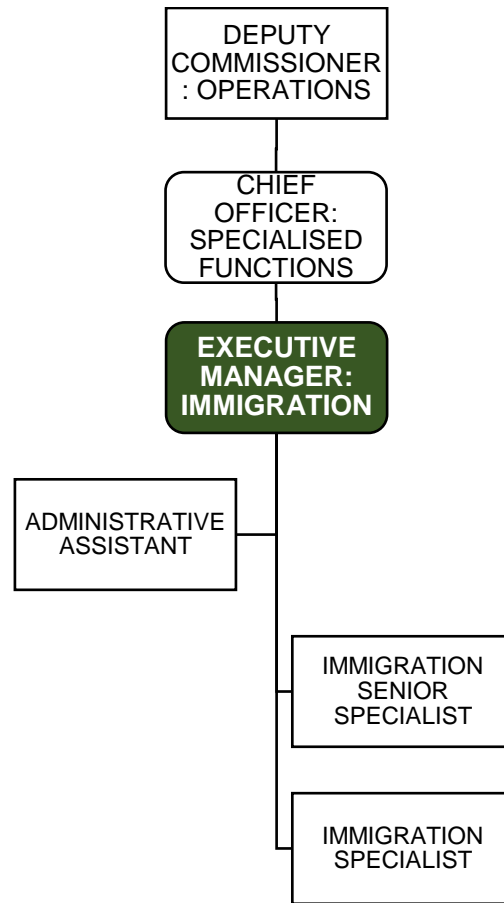 DEPUTY
COMMISSIONER
: OPERATIONS
CHIEF
OFFICER:
SPECIALISED
FUNCTIONS
EXECUTIVE
MANAGER:
IMMIGRATION
ADMINISTRATIVE
ASSISTANT
IMMIGRATION
SENIOR
SPECIALIST
IMMIGRATION
SPECIALIST